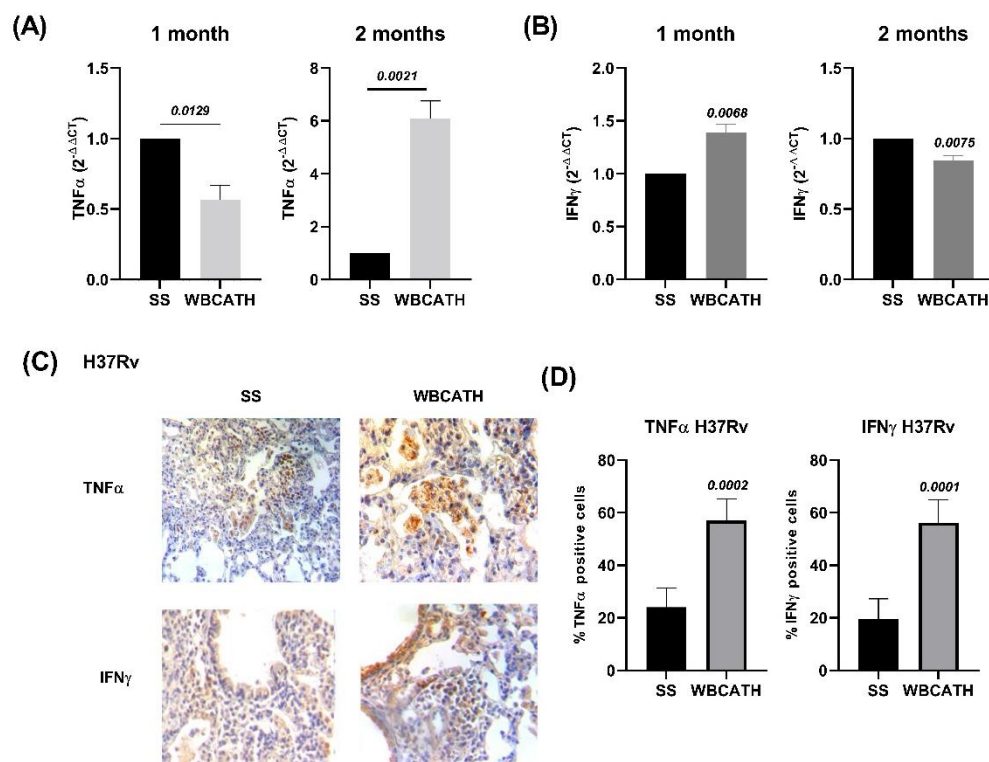 (A)
1 month
2 months
TNFα (2^-ΔΔCT)
1.5
1.0
0.5
0.0
0.0129
SS WBCATH
TNFα (2^-ΔΔCT)
8
6
4
2
0
0.0021
SS WBCATH
(B)
1 month
2 months
IFNγ (2^-ΔΔCT)
2.0
1.5
1.0
0.5
0.0
0.0068
SS WBCATH
IFNγ (2^-ΔΔCT)
1.5
1.0
0.5
0.0
0.0075
SS WBCATH
(C)
H37Rv
SS
WBCATH
TNFα
IFNγ
(D)
TNFα H37Rv
% TNFα positive cells
80
60
40
20
0
0.0002
SS WBCATH
IFNγ H37Rv
% IFNγ positive cells
80
60
40
20
0
0.0001
SS WBCATH